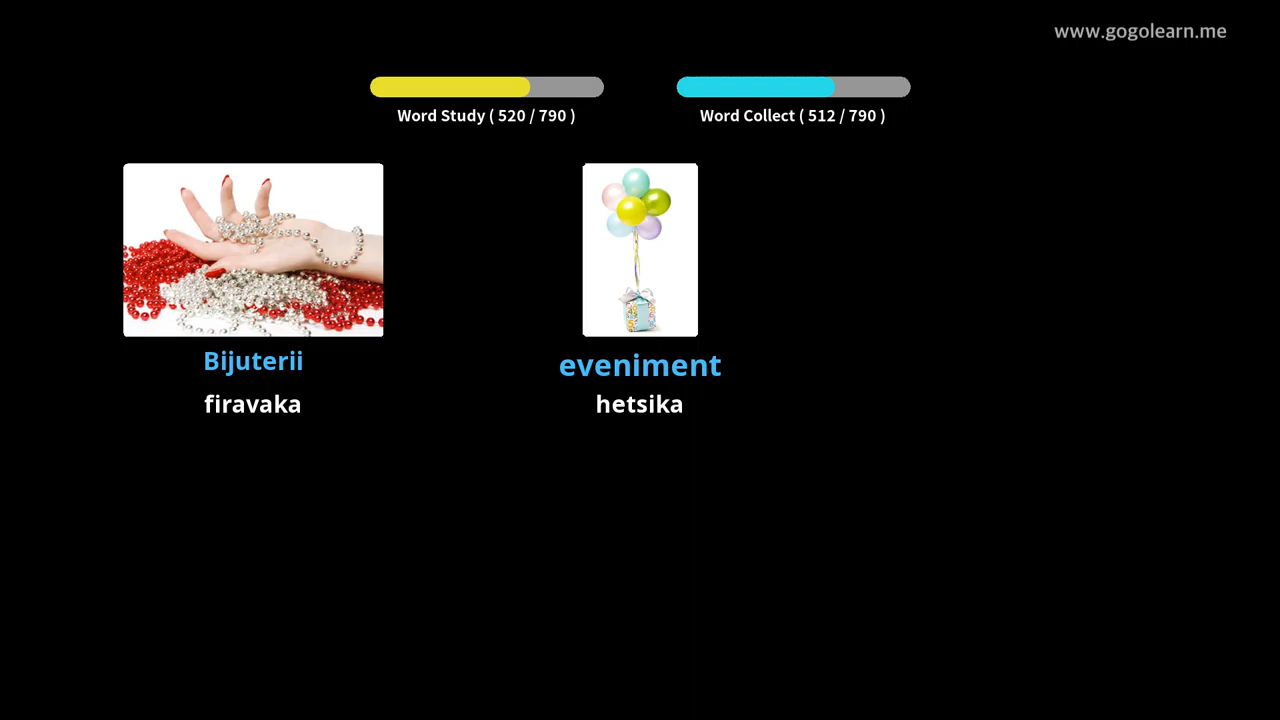 www.gogolearn.me
Word Study ( 520 / 790 )
Word Collect ( 512 / 790 )
Bijuterii
firavaka
eveniment
hetsika